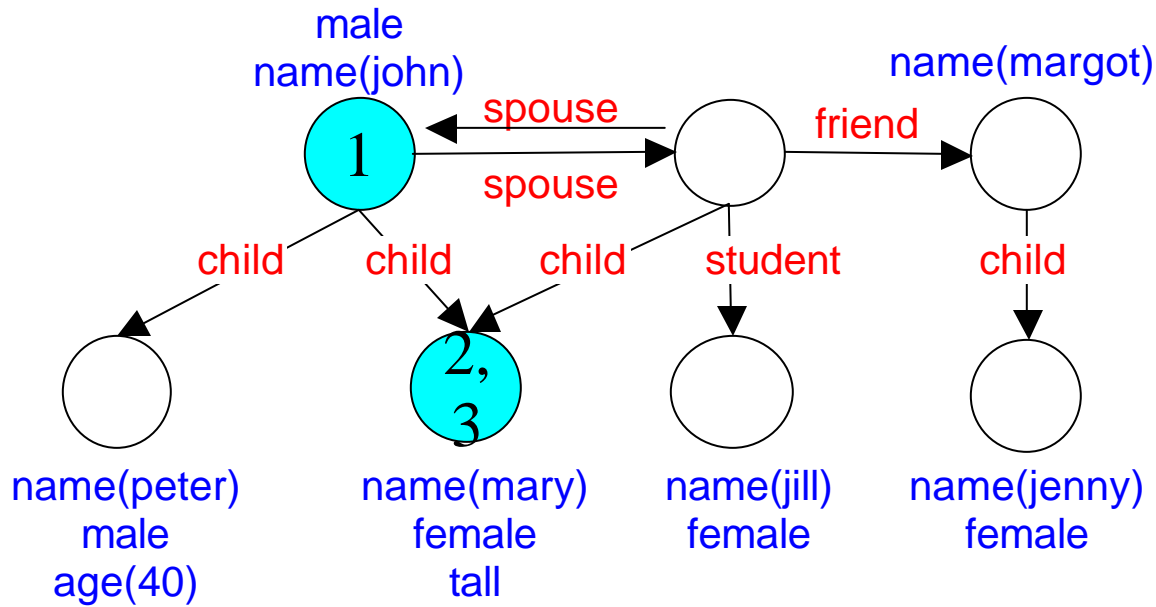 male
name(john)
name(margot)
spouse
friend
1
spouse
child
child
child
student
child
2,
3
name(peter)
male
age(40)
name(mary)
female
tall
name(jill)
female
name(jenny)
female